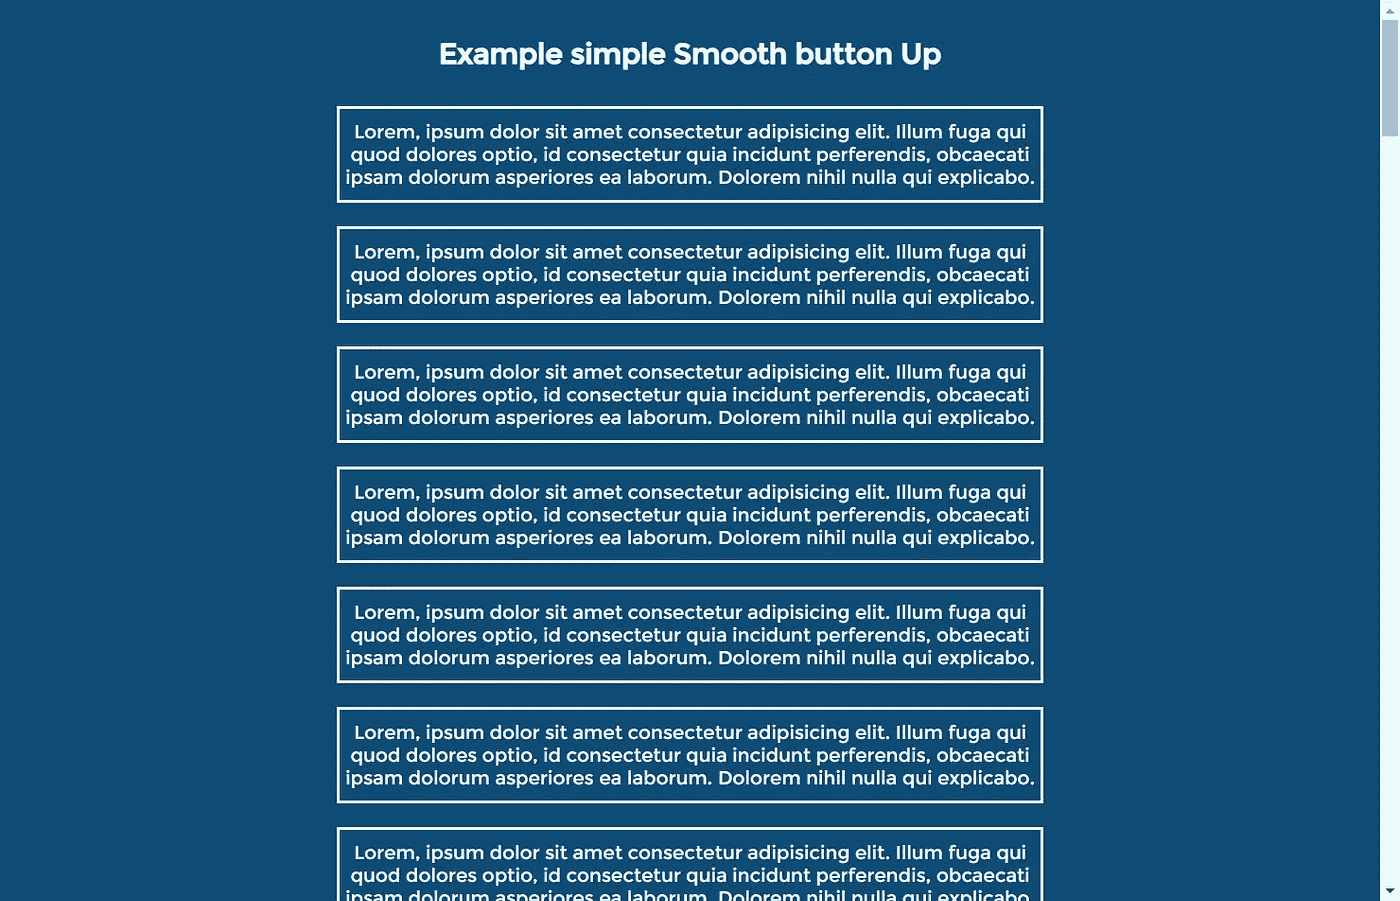 Example simple Smooth button Up
Lorem, ipsum dolor sit amet consectetur adipisicing elit. Illum fuga qui
quod dolores optio, id consectetur quia incidunt perferendis, obcaecati
ipsam dolorum asperiores ea laborum. Dolorem nihil nulla qui explicabo.
Lorem, ipsum dolor sit amet consectetur adipisicing elit. Illum fuga qui
quod dolores optio, id consectetur quia incidunt perferendis, obcaecati
ipsam dolorum asperiores ea laborum. Dolorem nihil nulla qui explicabo.
Lorem, ipsum dolor sit amet consectetur adipisicing elit. Illum fuga qui
quod dolores optio, id consectetur quia incidunt perferendis, obcaecati
ipsam dolorum asperiores ea laborum. Dolorem nihil nulla qui explicabo.
Lorem, ipsum dolor sit amet consectetur adipisicing elit. Illum fuga qui
quod dolores optio, id consectetur quia incidunt perferendis, obcaecati
ipsam dolorum asperiores ea laborum. Dolorem nihil nulla qui explicabo.
Lorem, ipsum dolor sit amet consectetur adipisicing elit. Illum fuga qui
quod dolores optio, id consectetur quia incidunt perferendis, obcaecati
ipsam dolorum asperiores ea laborum. Dolorem nihil nulla qui explicabo.
Lorem, ipsum dolor sit amet consectetur adipisicing elit. Illum fuga qui
quod dolores optio, id consectetur quia incidunt perferendis, obcaecati
ipsam dolorum asperiores ea laborum. Dolorem nihil nulla qui explicabo.
Lorem, ipsum dolor sit amet consectetur adipisicing elit. Illum fuga qui
quod dolores optio, id consectetur quia incidunt perferendis, obcaecati
ipsam dolorum asperiores ea laborum. Dolorem nihil nulla qui explicabo.